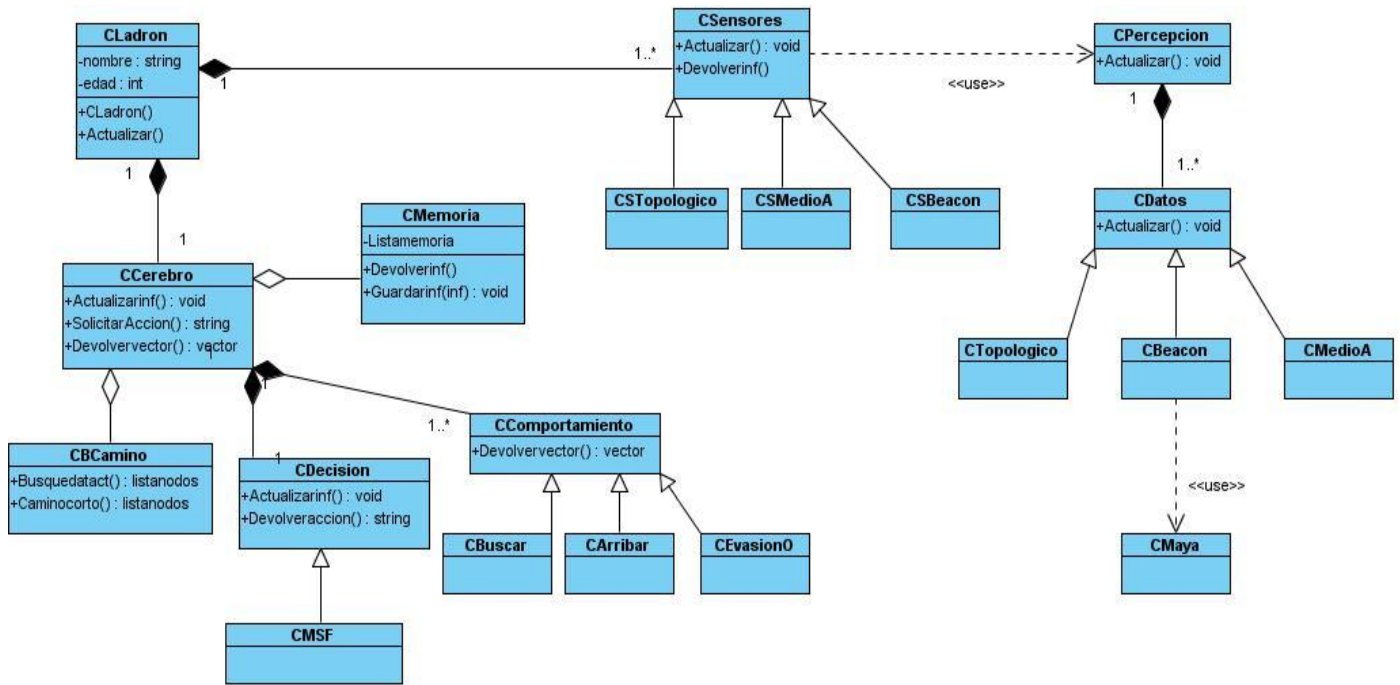 CLadron
-nombre : string
-edad : int
+CLadron()
+Actualizar()
1
1..*
CSensores
+Actualizar() : void
+Devolverinf()
<<use>>
CPercepcion
+Actualizar() : void
1
1..*
CSTopologico
CSMedioA
CSBeacon
CDatos
+Actualizar() : void
CTopologico
CBeacon
CMedioA
<<use>>
CMaya
1
1
CMemoria
-Listamemoria
+Devolverinf()
+Guardarinf(inf) : void
CCerebro
+Actualizarinf() : void
+SolicitarAccion() : string
+Devolvervector() : vector
1
1..*
1
CBCamino
+Busquedatact() : listanodos
+Caminocorto() : listanodos
CDecision
+Actualizarinf() : void
+Devolveraccion() : string
CComportamiento
+Devolvervector() : vector
CBuscar
CArribar
CEvasionO
CMSF